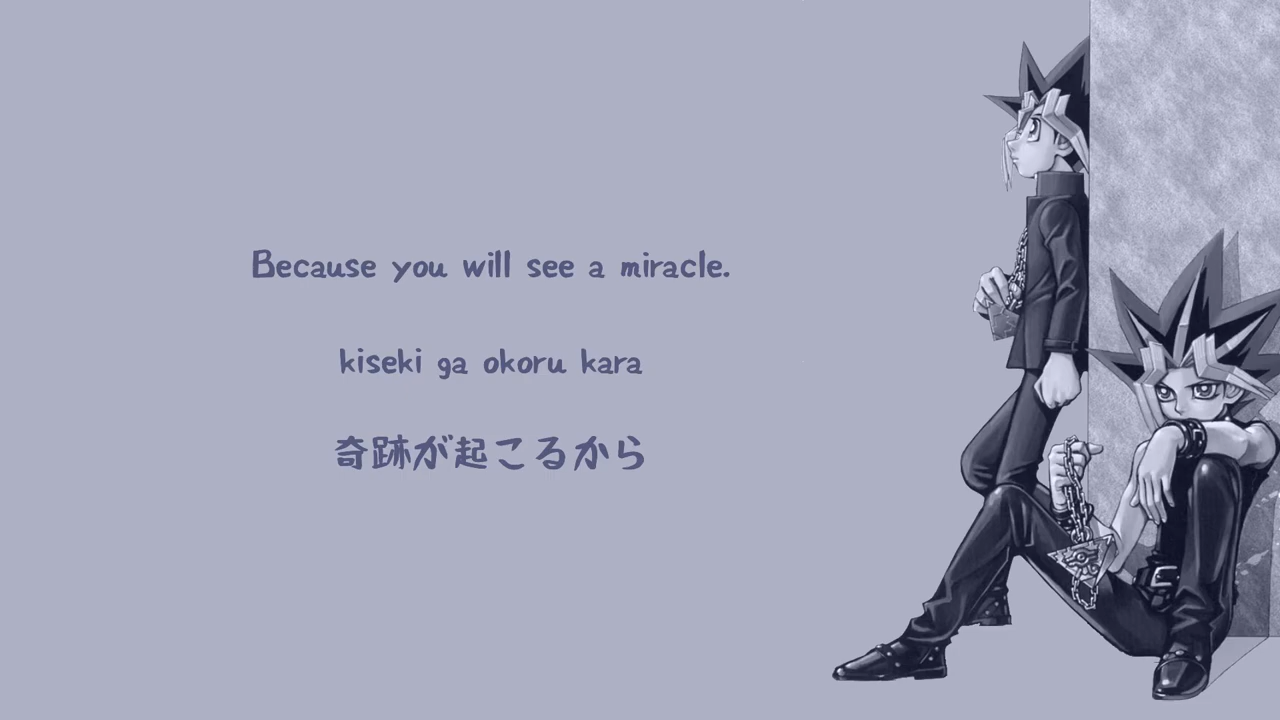 Because you will see a miracle.
kiseki ga okoru kara
奇跡が起こるから